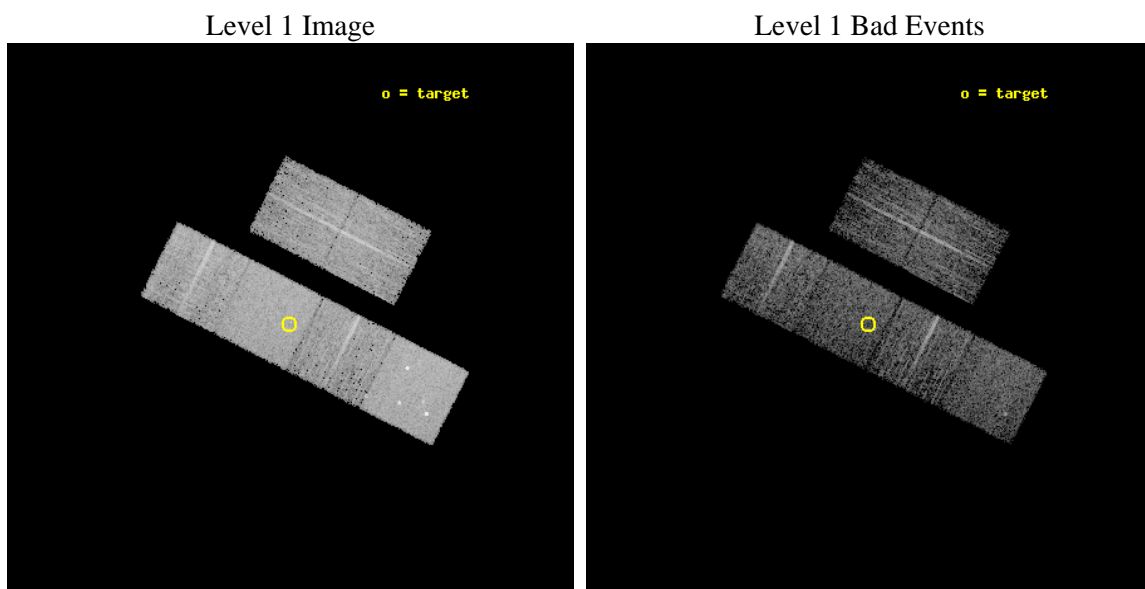 Level 1 Image
Level 1 Bad Events
o = target
o = target